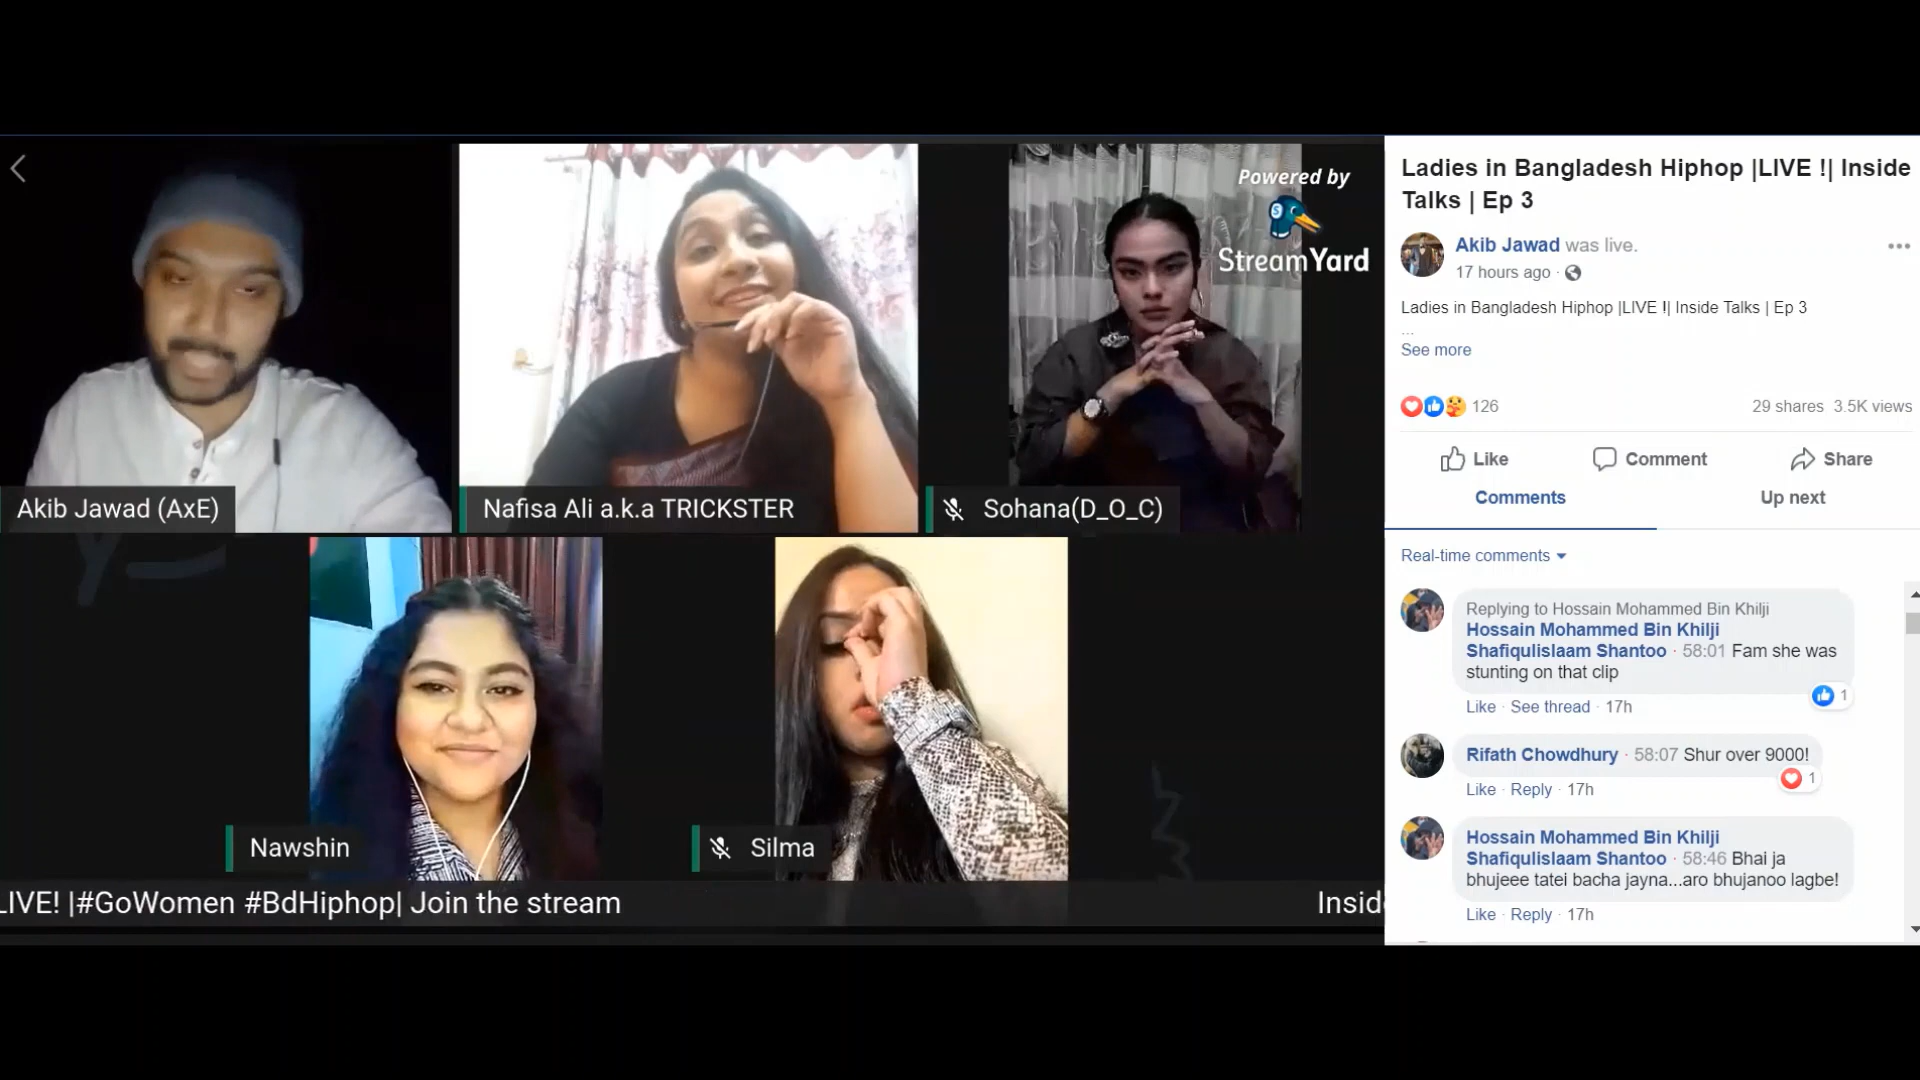 Powered by
StreamYard
Akib Jawad (AxE)
Nafisa Ali a.k.a TRICKSTER
Sohana(D_O_C)
Nawshin
Silma
LIVE! |#GoWomen #BdHiphop| Join the stream
Insid
Ladies in Bangladesh Hiphop |LIVE !| Inside
Talks | Ep 3
Akib Jawad was live.
17 hours ago ·
Ladies in Bangladesh Hiphop |LIVE !| Inside Talks | Ep 3
...
See more
126
29 shares 3.5K views
Like Comment Share
Comments Up next
Real-time comments
Replying to Hossain Mohammed Bin Khilji
Hossain Mohammed Bin Khilji
Shafiqulislaam Shantoo · 58:01 Fam she was
stunting on that clip
1
Like · See thread · 17h
Rifath Chowdhury · 58:07 Shur over 9000!
1
Like · Reply · 17h
Hossain Mohammed Bin Khilji
Shafiqulislaam Shantoo · 58:46 Bhai ja
bhujeee tatei bacha jayna...aro bhujanoo lagbe!
Like · Reply · 17h